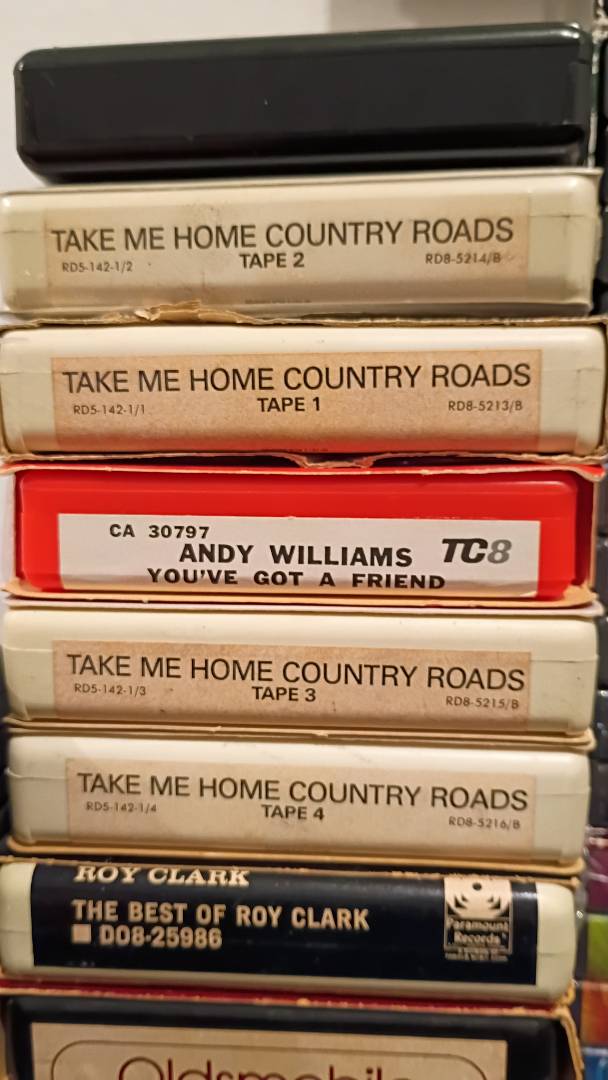 TAKE ME HOME COUNTRY ROADS
RD5-142-1/2 TAPE 2 RD8-5214/B
TAKE ME HOME COUNTRY ROADS
RD5-142-1/1 TAPE 1 RD8-5213/B
CA 30797
ANDY WILLIAMS TC8
YOU'VE GOT A FRIEND
TAKE ME HOME COUNTRY ROADS
RD5-142-1/3 TAPE 3 RD8-5215/B
TAKE ME HOME COUNTRY ROADS
RD5-142-1/4 TAPE 4 RD8-5216/B
ROY CLARK
THE BEST OF ROY CLARK
DO8-25986
Paramount
Records
Oldsmobile